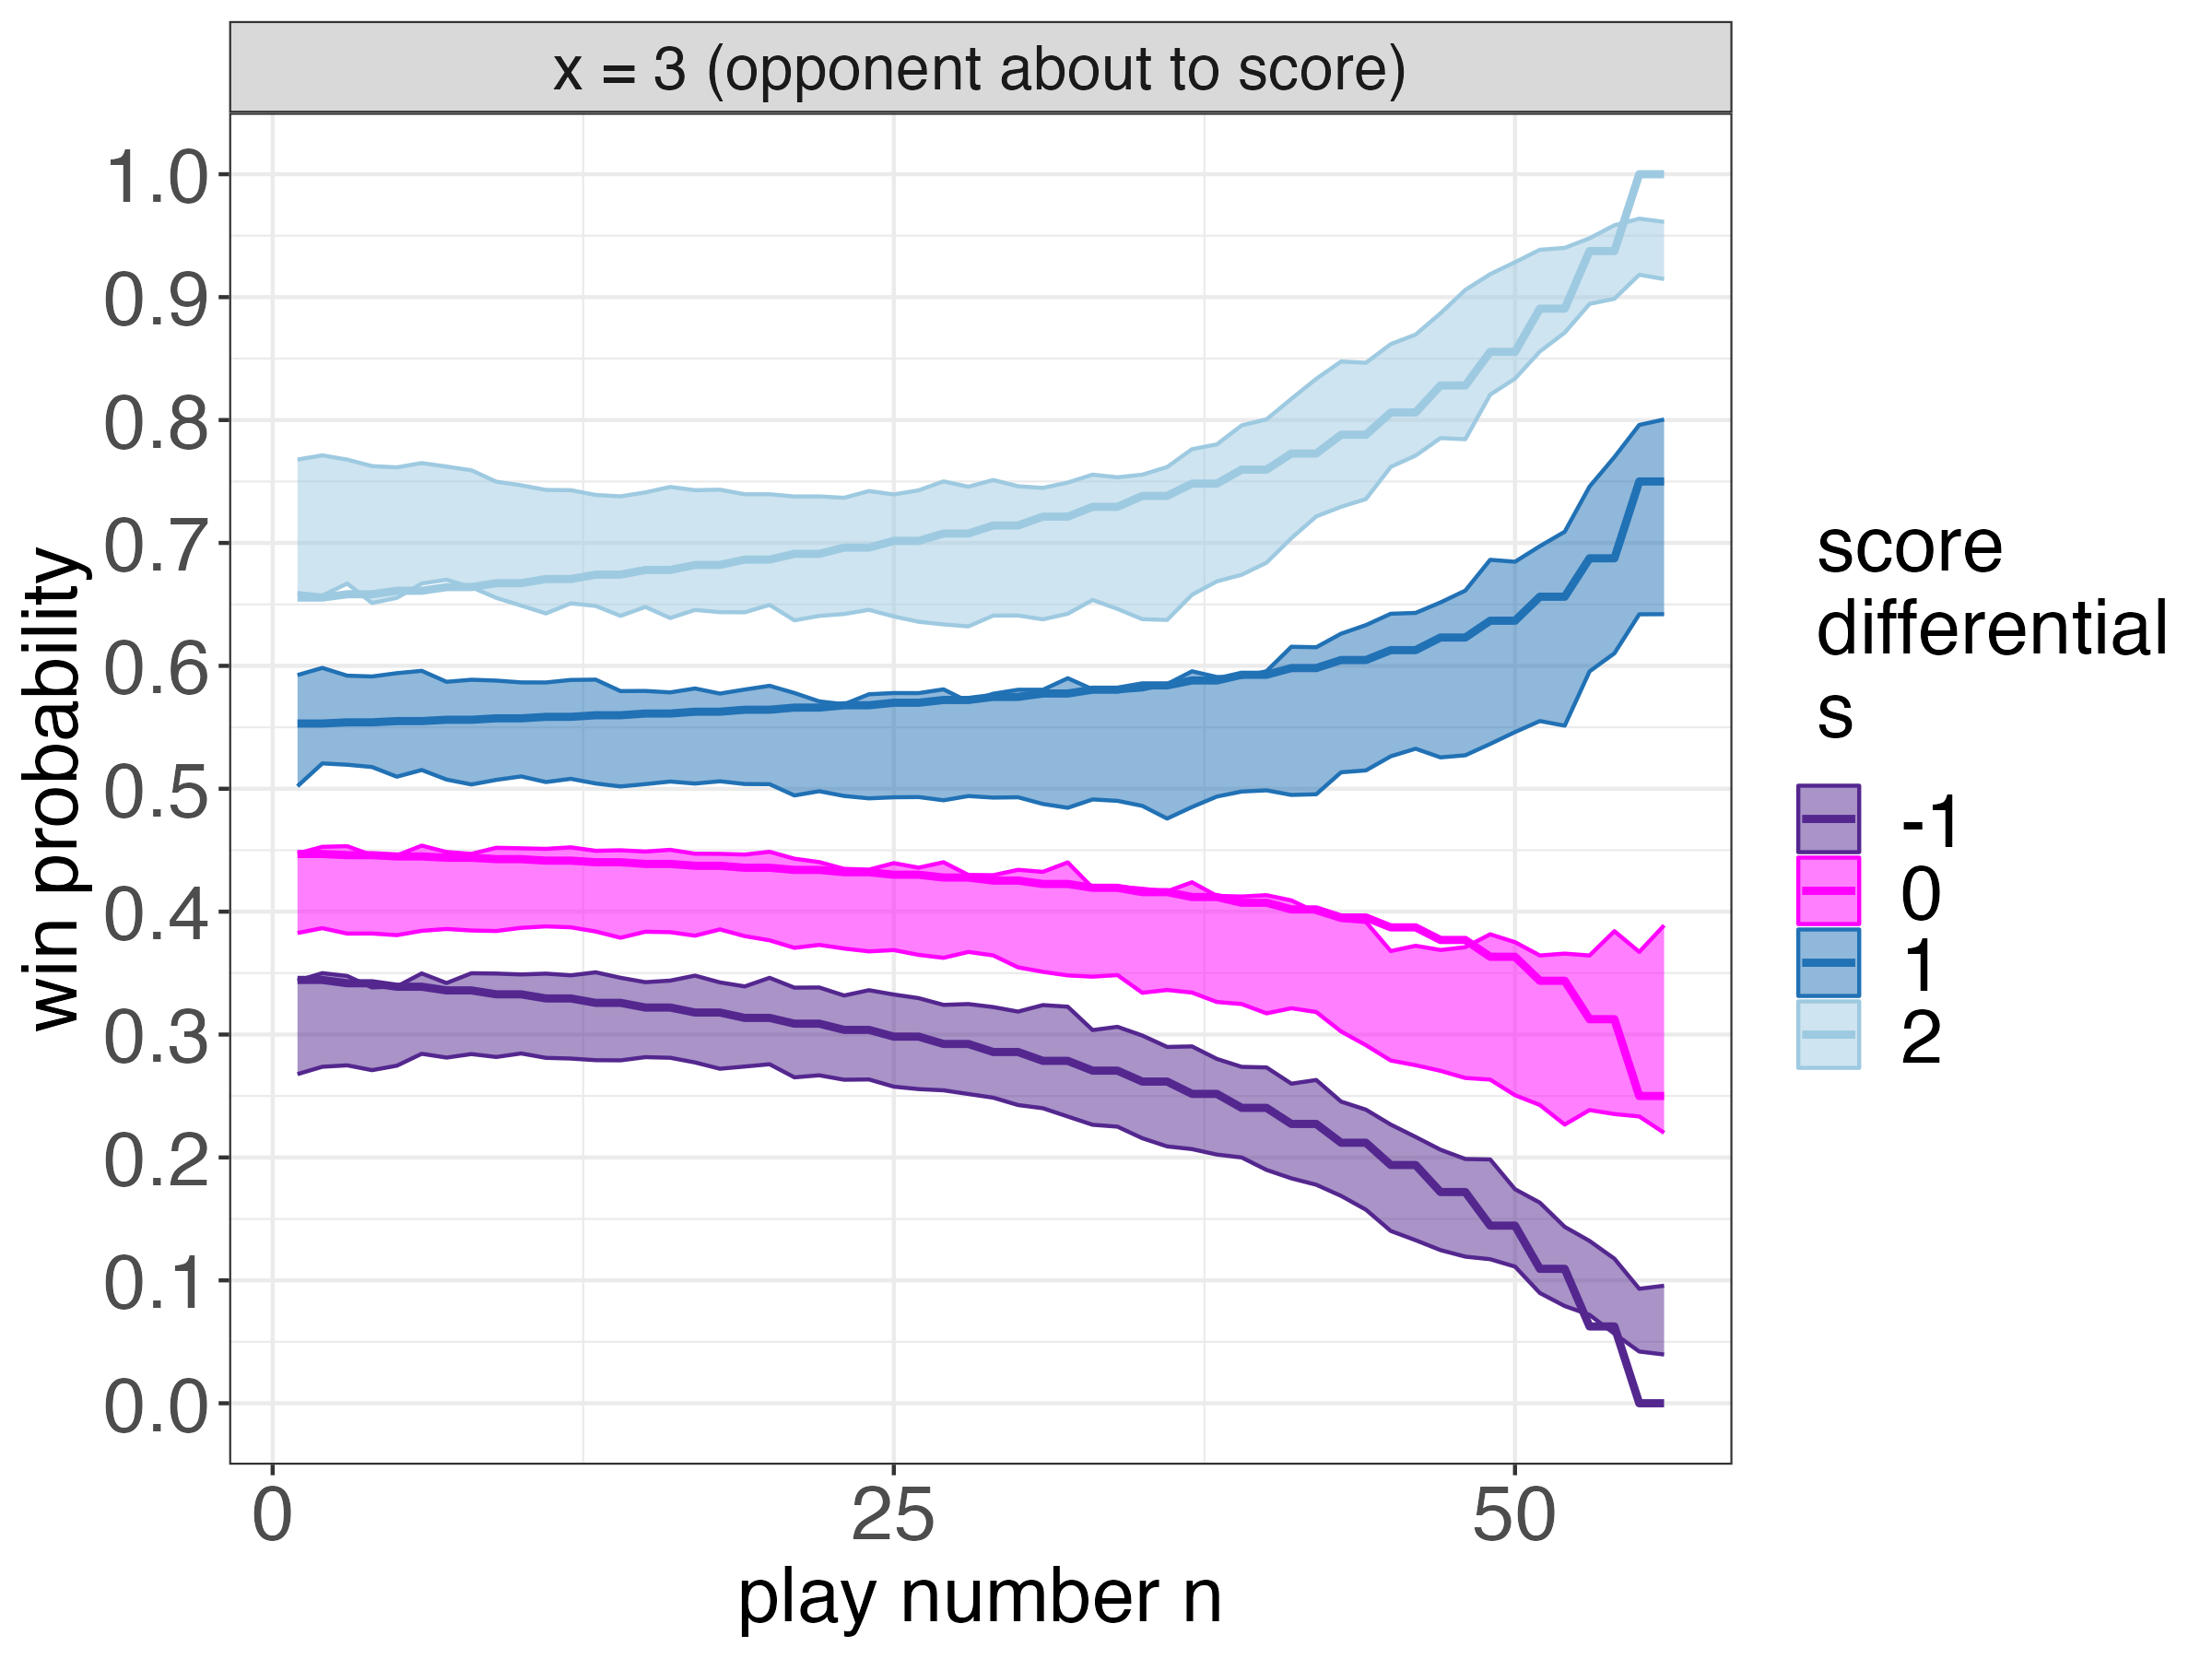 x = 3 (opponent about to score)
win probability
1.0
0.9
0.8
0.7
0.6
0.5
0.4
0.3
0.2
0.1
0.0
0 25 50
play number n
score
differential
s
-1
0
1
2